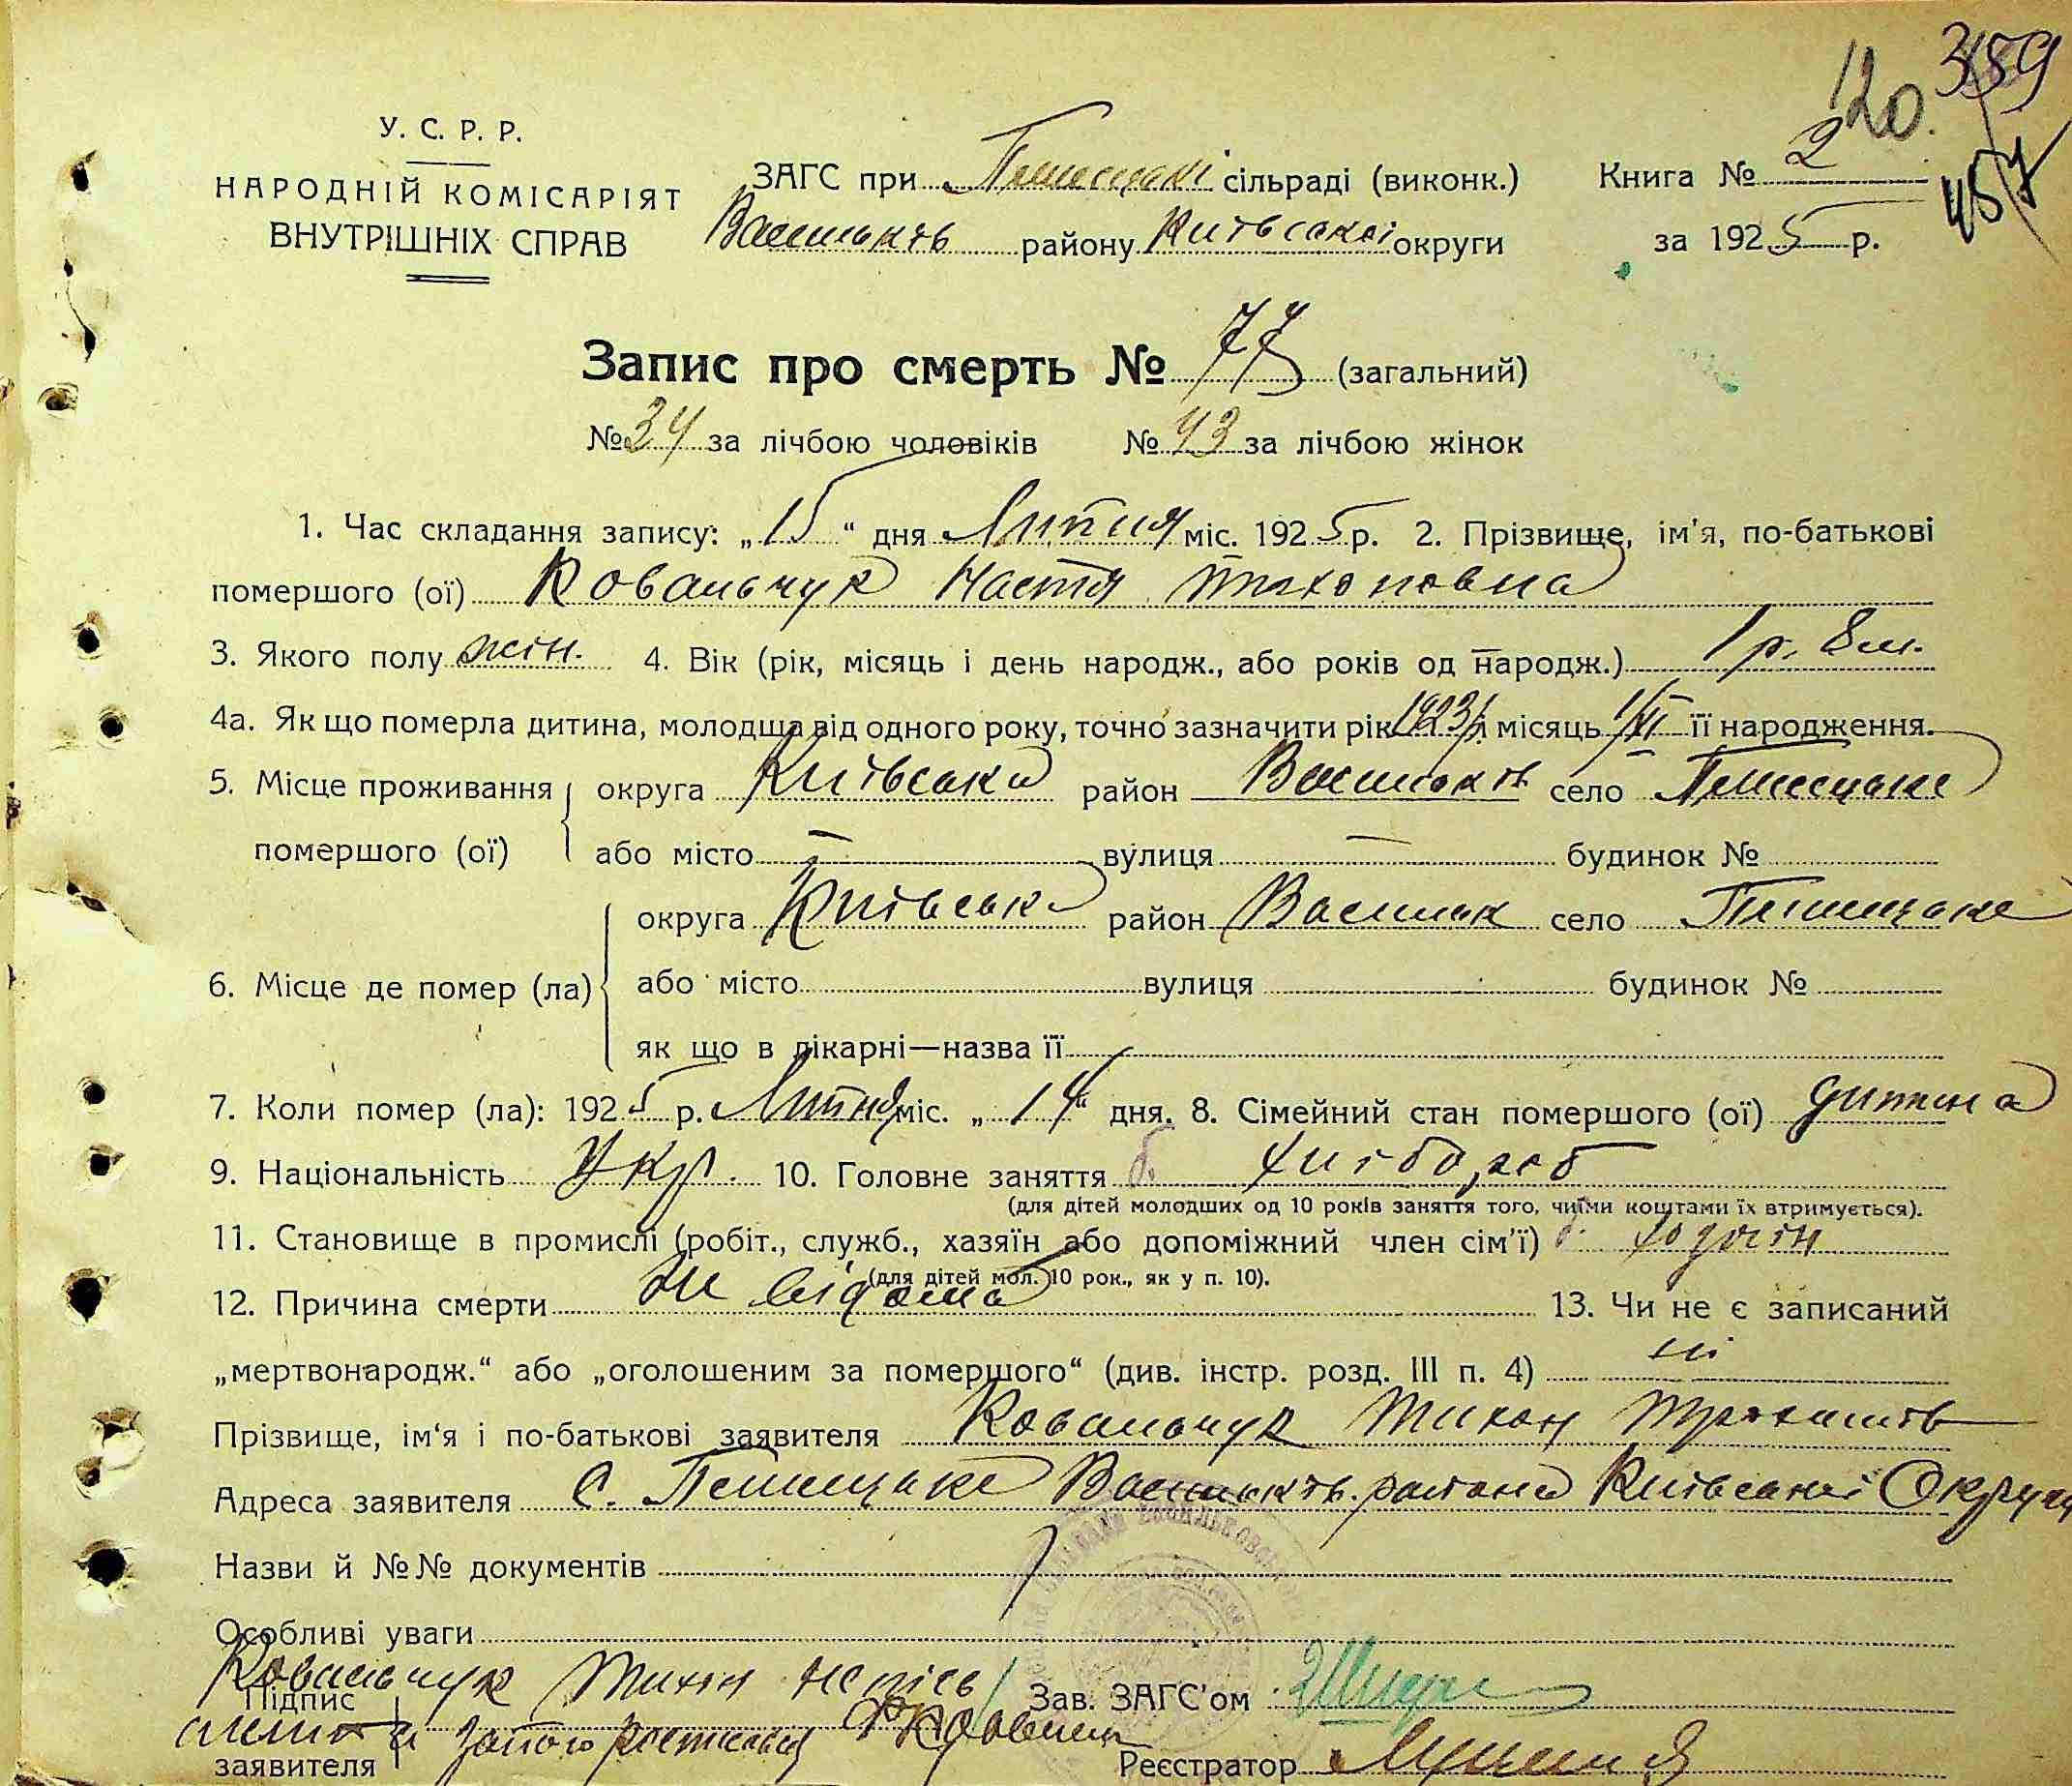 359
120
457
У. С. Р. Р.
НАРОДНІЙ КОМІСАРІЯТ
ВНУТРІШНІХ СПРАВ
ЗАГС при сільраді (виконк.)
Васильків району Київської округи
Книга № 2
за 1925 р.
Запис про смерть № 77 (загальний)
№ 34 за лічбою чоловіків № 43 за лічбою жінок
1. Час складання запису: „ 15 “ дня Липня міс. 1925 р. 2. Прізвище, ім'я, по-батькові
помершого (ої) Ковальчук Настя тихоновна
3. Якого полу жін. 4. Вік (рік, місяць і день народж., або років од народж.) 1 р. 8 м.
4а. Як що померла дитина, молодща від одного року, точно зазначити рік 1923 і місяць її народження.
5. Місце проживання округа Київська район Васильків село
помершого (ої) або місто — вулиця — будинок №
округа Київська район Васильк село
6. Місце де помер (ла) або місто вулиця будинок №
як що в лікарні—назва її
7. Коли помер (ла): 1925 р. Липня міс. „ 14 “ дня. 8. Сімейний стан помершого (ої) дитина
9. Національність Укр. 10. Головне заняття хлібороб
(для дітей молодших од 10 років заняття того, чиїми коштами їх втримується).
11. Становище в промислі (робіт., служб., хазяїн або допоміжний член сім'ї)
(для дітей мол. 10 рок., як у п. 10).
12. Причина смерти не відома 13. Чи не є записаний
„мертвонародж.“ або „оголошеним за помершого“ (див. інстр. розд. III п. 4) ні
Прізвище, ім'я і по-батькові заявителя Ковальчук Тихон
Адреса заявителя С. Васильків. района Київської Округи
Назви й №№ документів
Особливі уваги
Ковальчук Тихон
Підпис
заявителя
Зав. ЗАГС'ом
Реєстратор